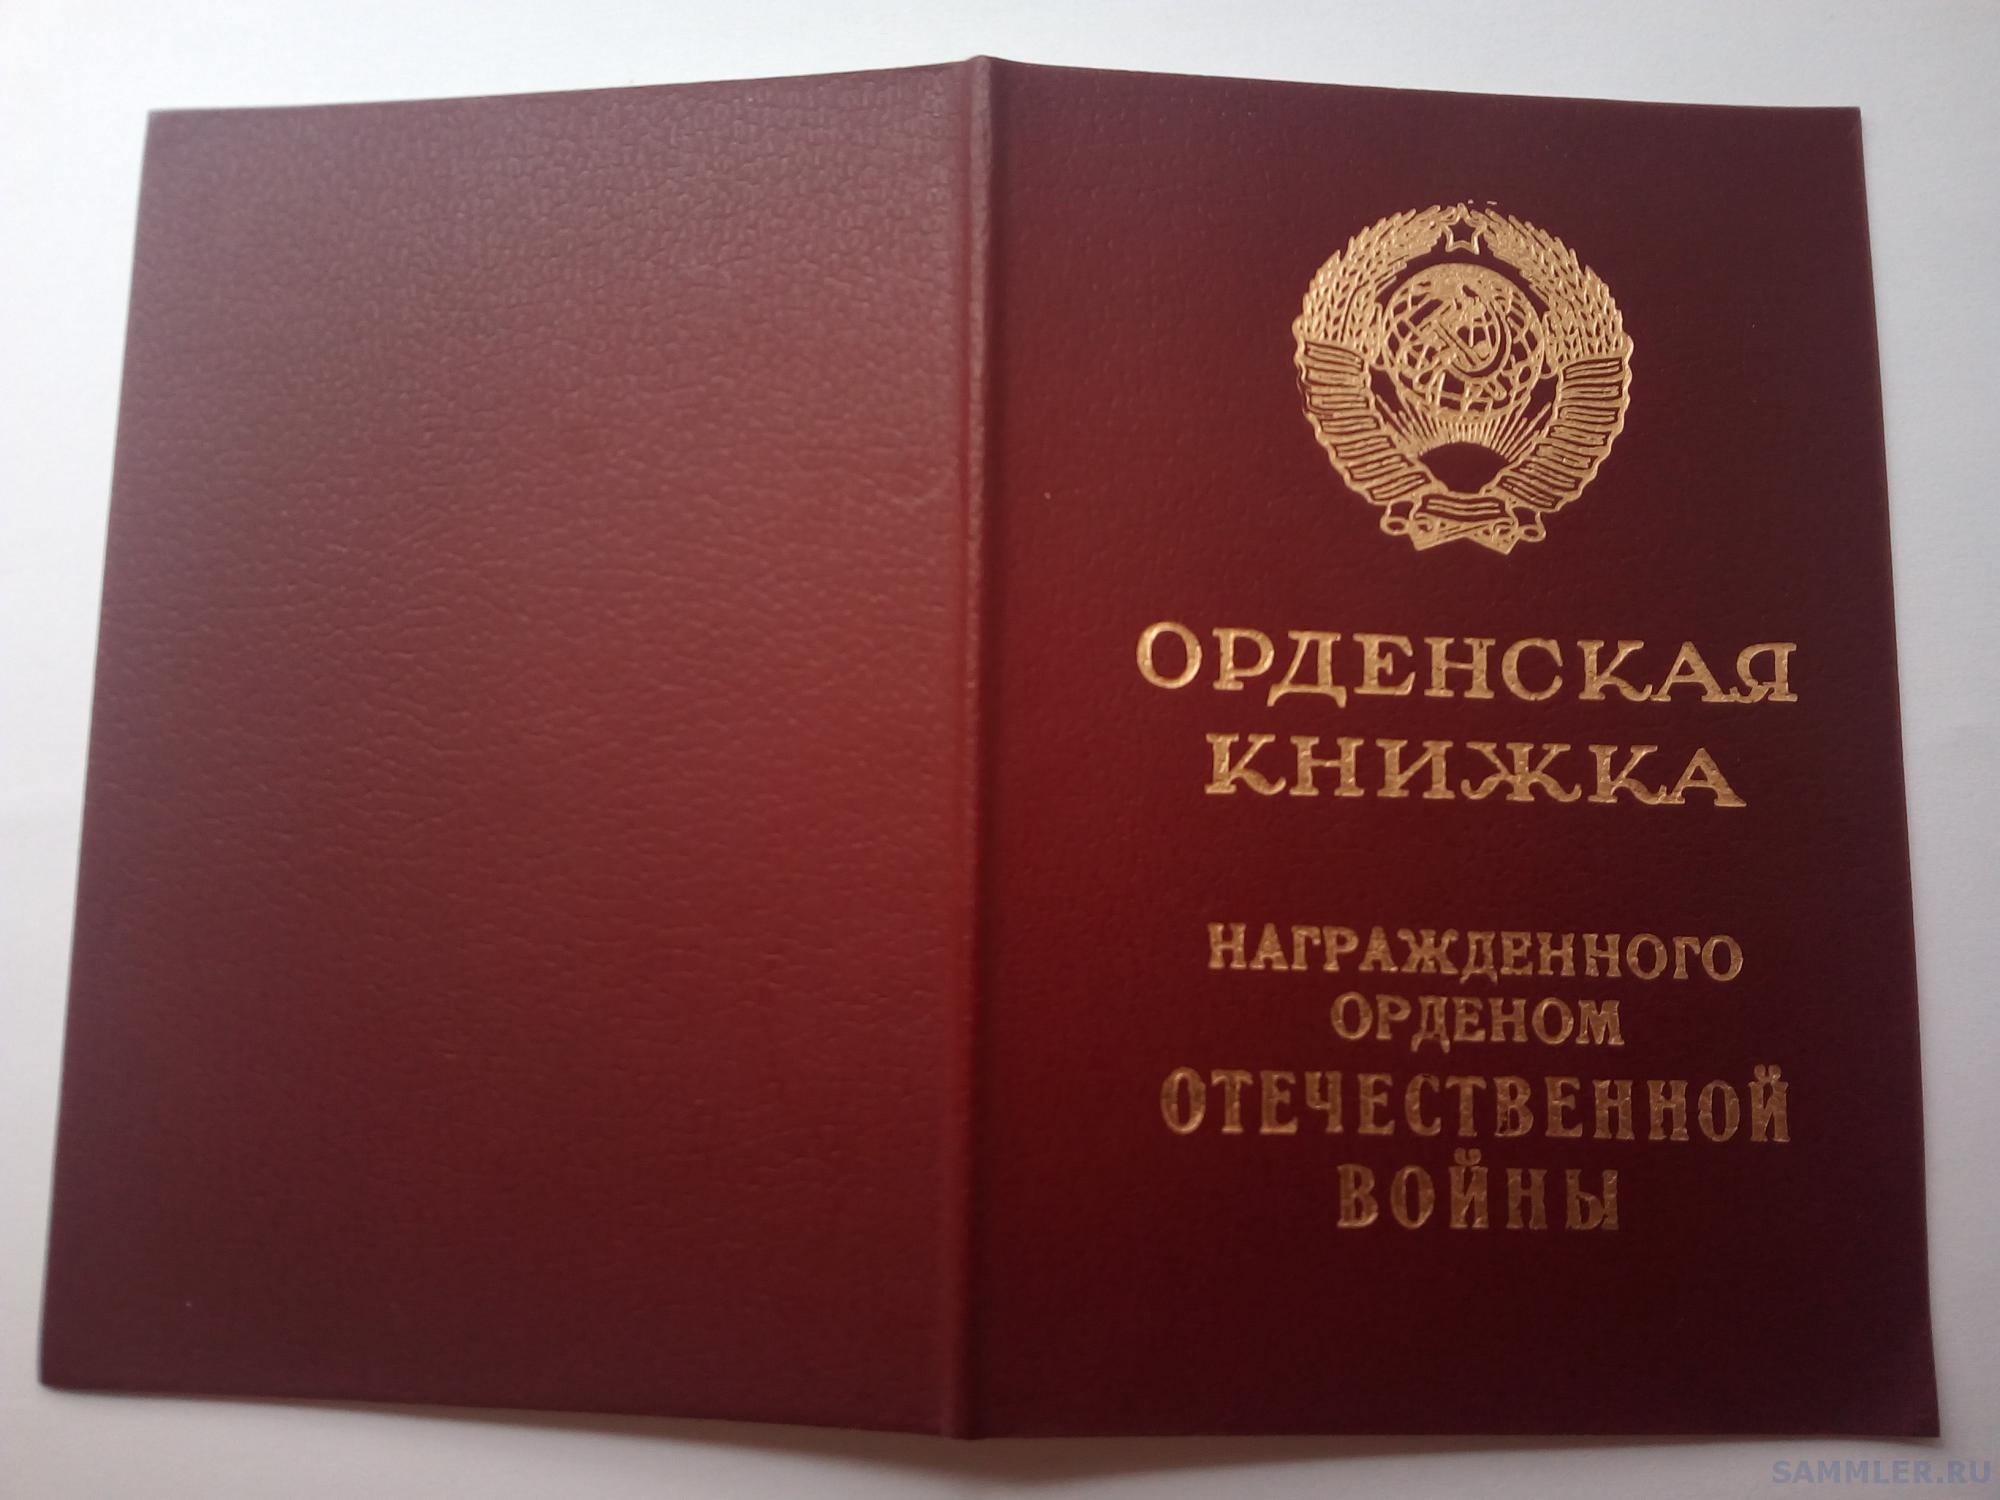 ОРДЕНСКАЯ
КНИЖКА
НАГРАЖДЕННОГО
ОРДЕНОМ
ОТЕЧЕСТВЕННОЙ
ВОЙНЫ
SAMMLER.RU